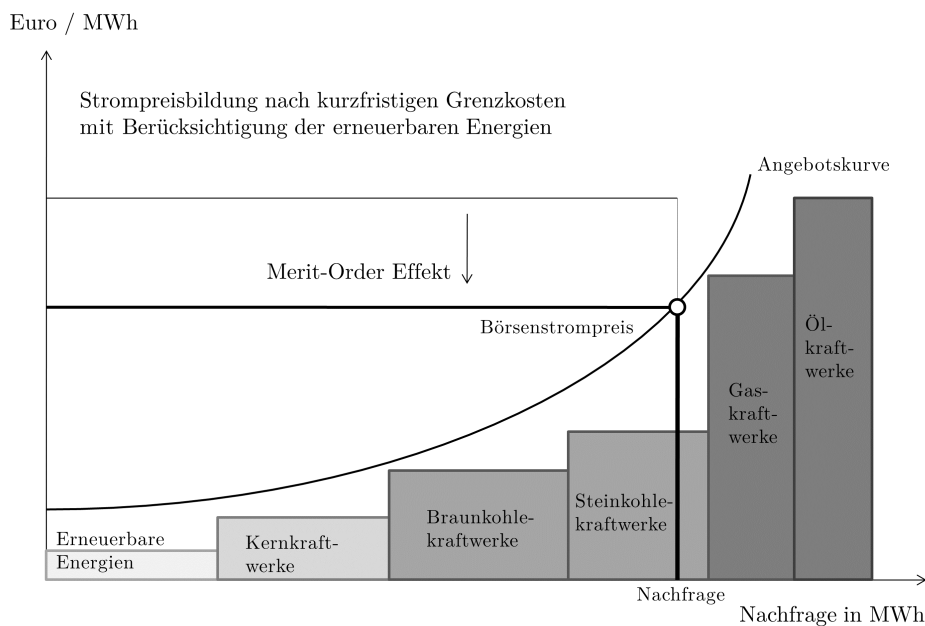 Euro / MWh
Strompreisbildung nach kurzfristigen Grenzkosten
mit Berücksichtigung der erneuerbaren Energien
Angebotskurve
Merit-Order Effekt
Börsenstrompreis
Öl-
kraft-
werke
Gas-
kraft-
werke
Steinkohle-
kraftwerke
Braunkohle-
kraftwerke
Kernkraft-
werke
Erneuerbare
Energien
Nachfrage
Nachfrage in MWh